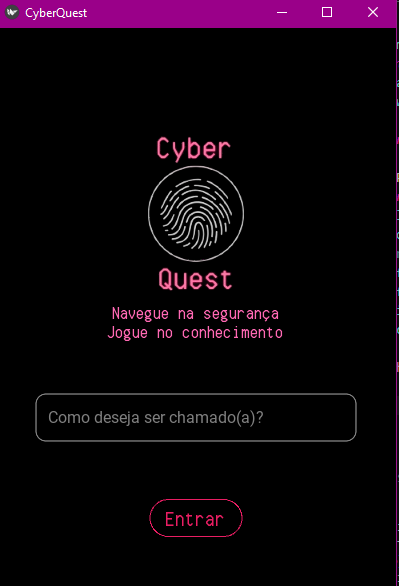 CyberQuest
Cyber
Quest
Navegue na segurança
Jogue no conhecimento
Como deseja ser chamado(a)?
Entrar